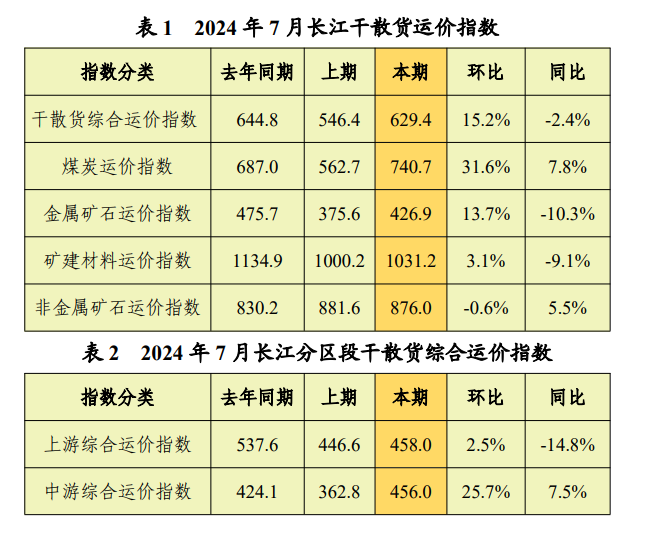 表 1 2024 年 7 月长江干散货运价指数
指数分类 去年同期 上期 本期 环比 同比
干散货综合运价指数 644.8 546.4 629.4 15.2% -2.4%
煤炭运价指数 687.0 562.7 740.7 31.6% 7.8%
金属矿石运价指数 475.7 375.6 426.9 13.7% -10.3%
矿建材料运价指数 1134.9 1000.2 1031.2 3.1% -9.1%
非金属矿石运价指数 830.2 881.6 876.0 -0.6% 5.5%
表 2 2024 年 7 月长江分区段干散货综合运价指数
指数分类 去年同期 上期 本期 环比 同比
上游综合运价指数 537.6 446.6 458.0 2.5% -14.8%
中游综合运价指数 424.1 362.8 456.0 25.7% 7.5%